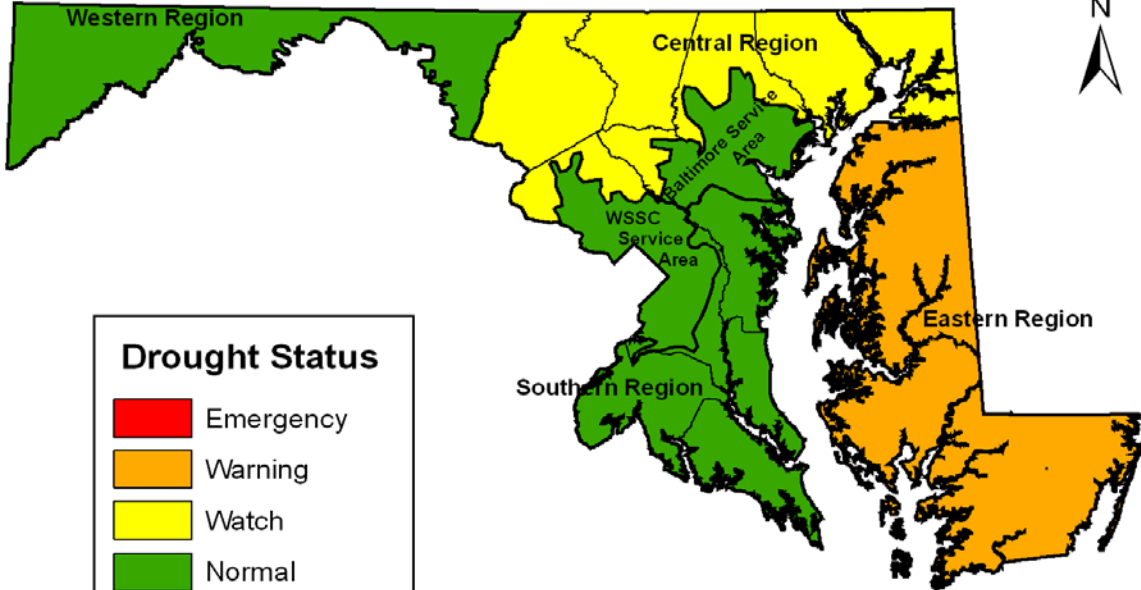 N
Western Region
Central Region
Baltimore Service
Area
WSSC
Service
Area
Eastern Region
Southern Region
Drought Status
Emergency
Warning
Watch
Normal